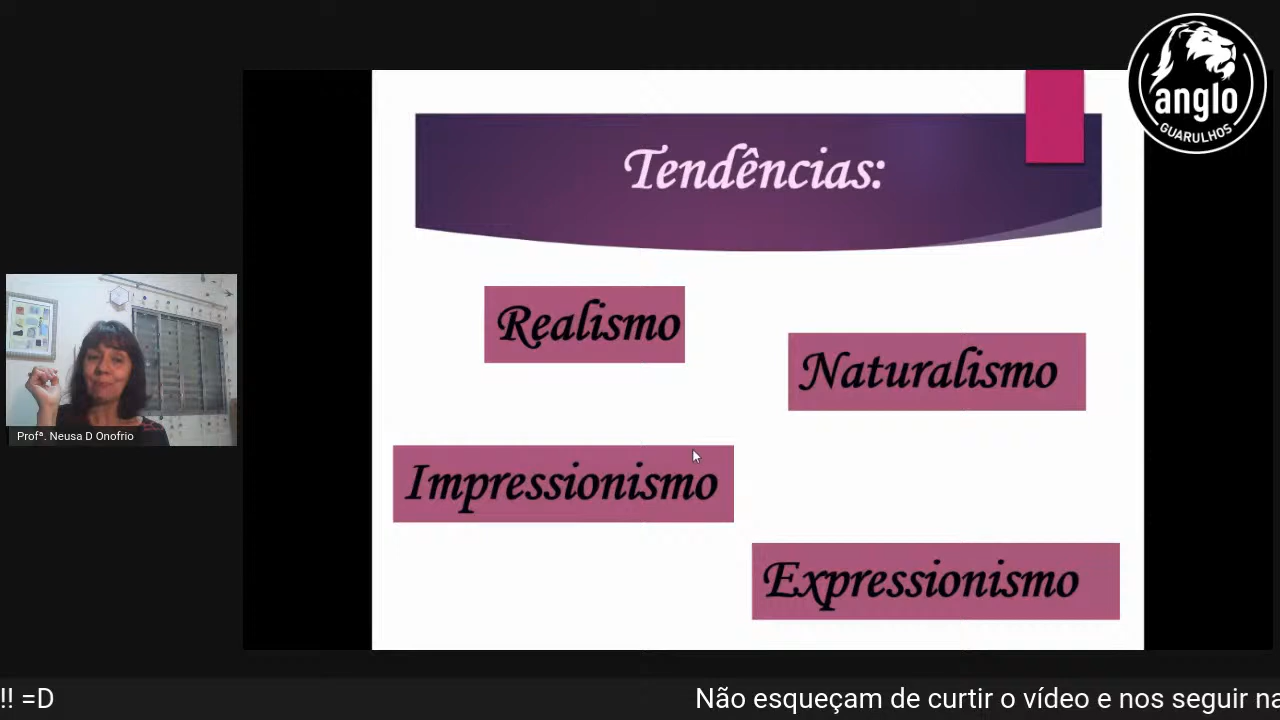 anglo
GUARULHOS
Tendências:
Realismo
Naturalismo
Impressionismo
Expressionismo
Profª. Neusa D Onofrio
!! =D
Não esqueçam de curtir o vídeo e nos seguir na